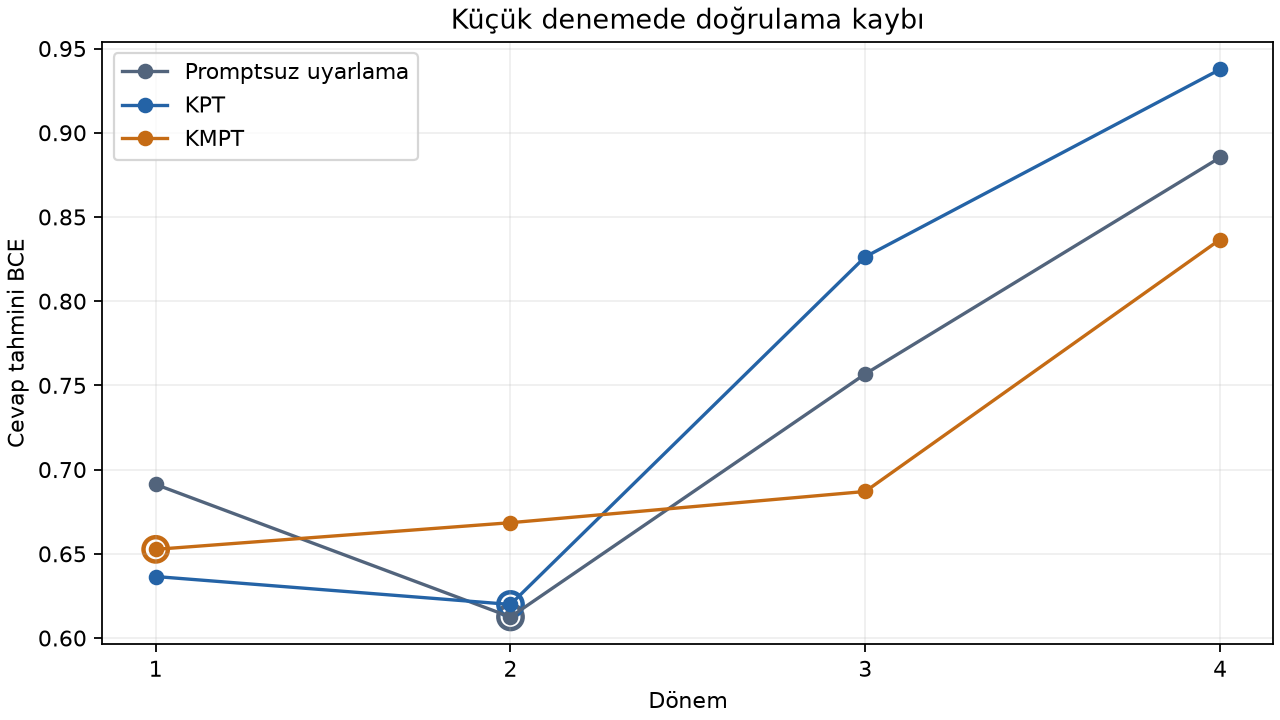 Küçük denemede doğrulama kaybı
Promptsuz uyarlama
KPT
KMPT
Cevap tahmini BCE
0.95
0.90
0.85
0.80
0.75
0.70
0.65
0.60
1 2 3 4
Dönem